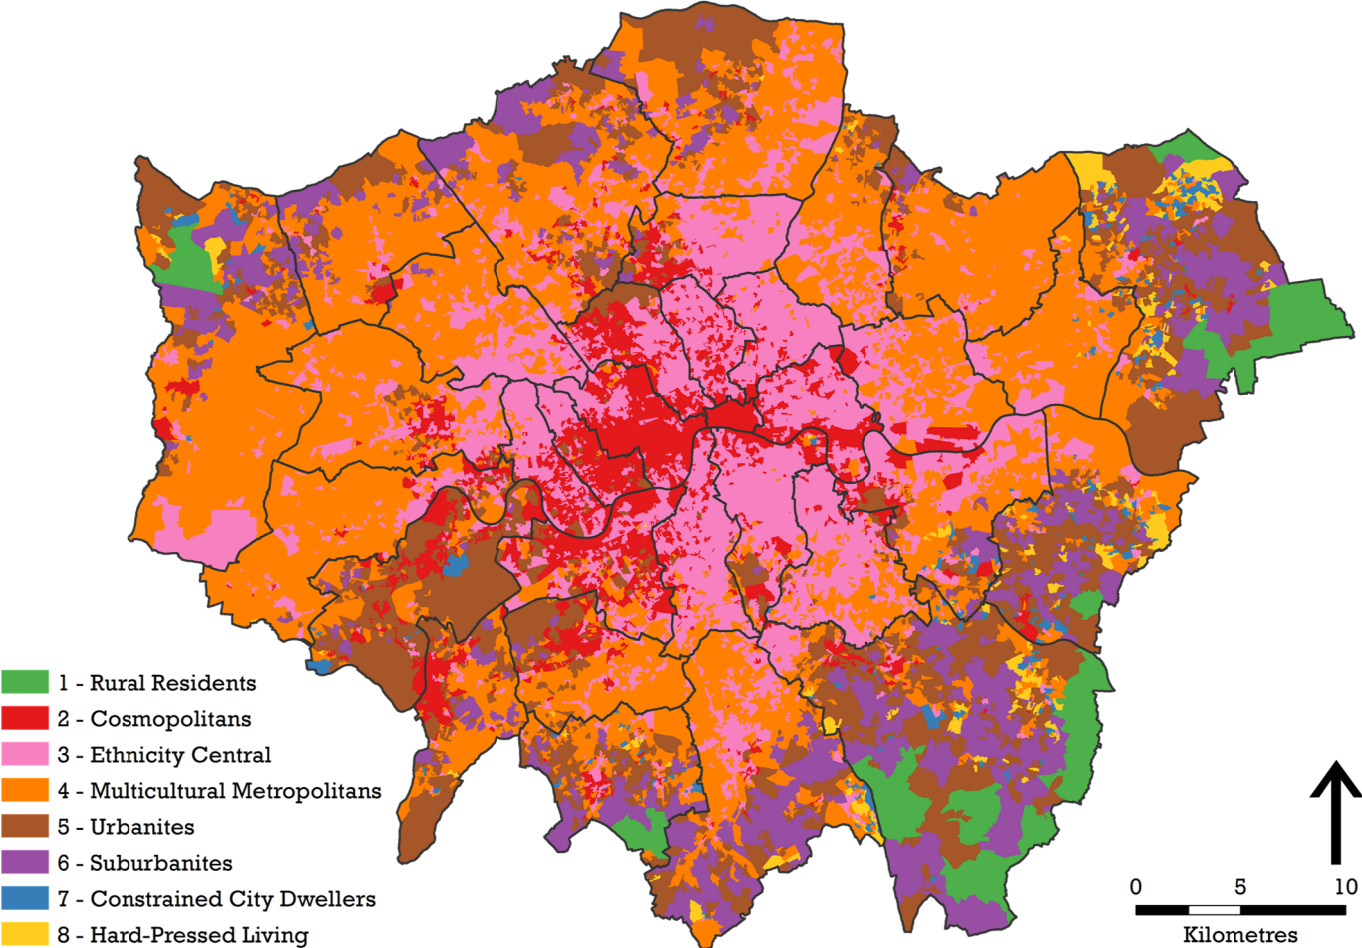 1 - Rural Residents
2 - Cosmopolitans
3 - Ethnicity Central
4 - Multicultural Metropolitans
5 - Urbanites
6 - Suburbanites
7 - Constrained City Dwellers
8 - Hard-Pressed Living
0 5 10
Kilometres